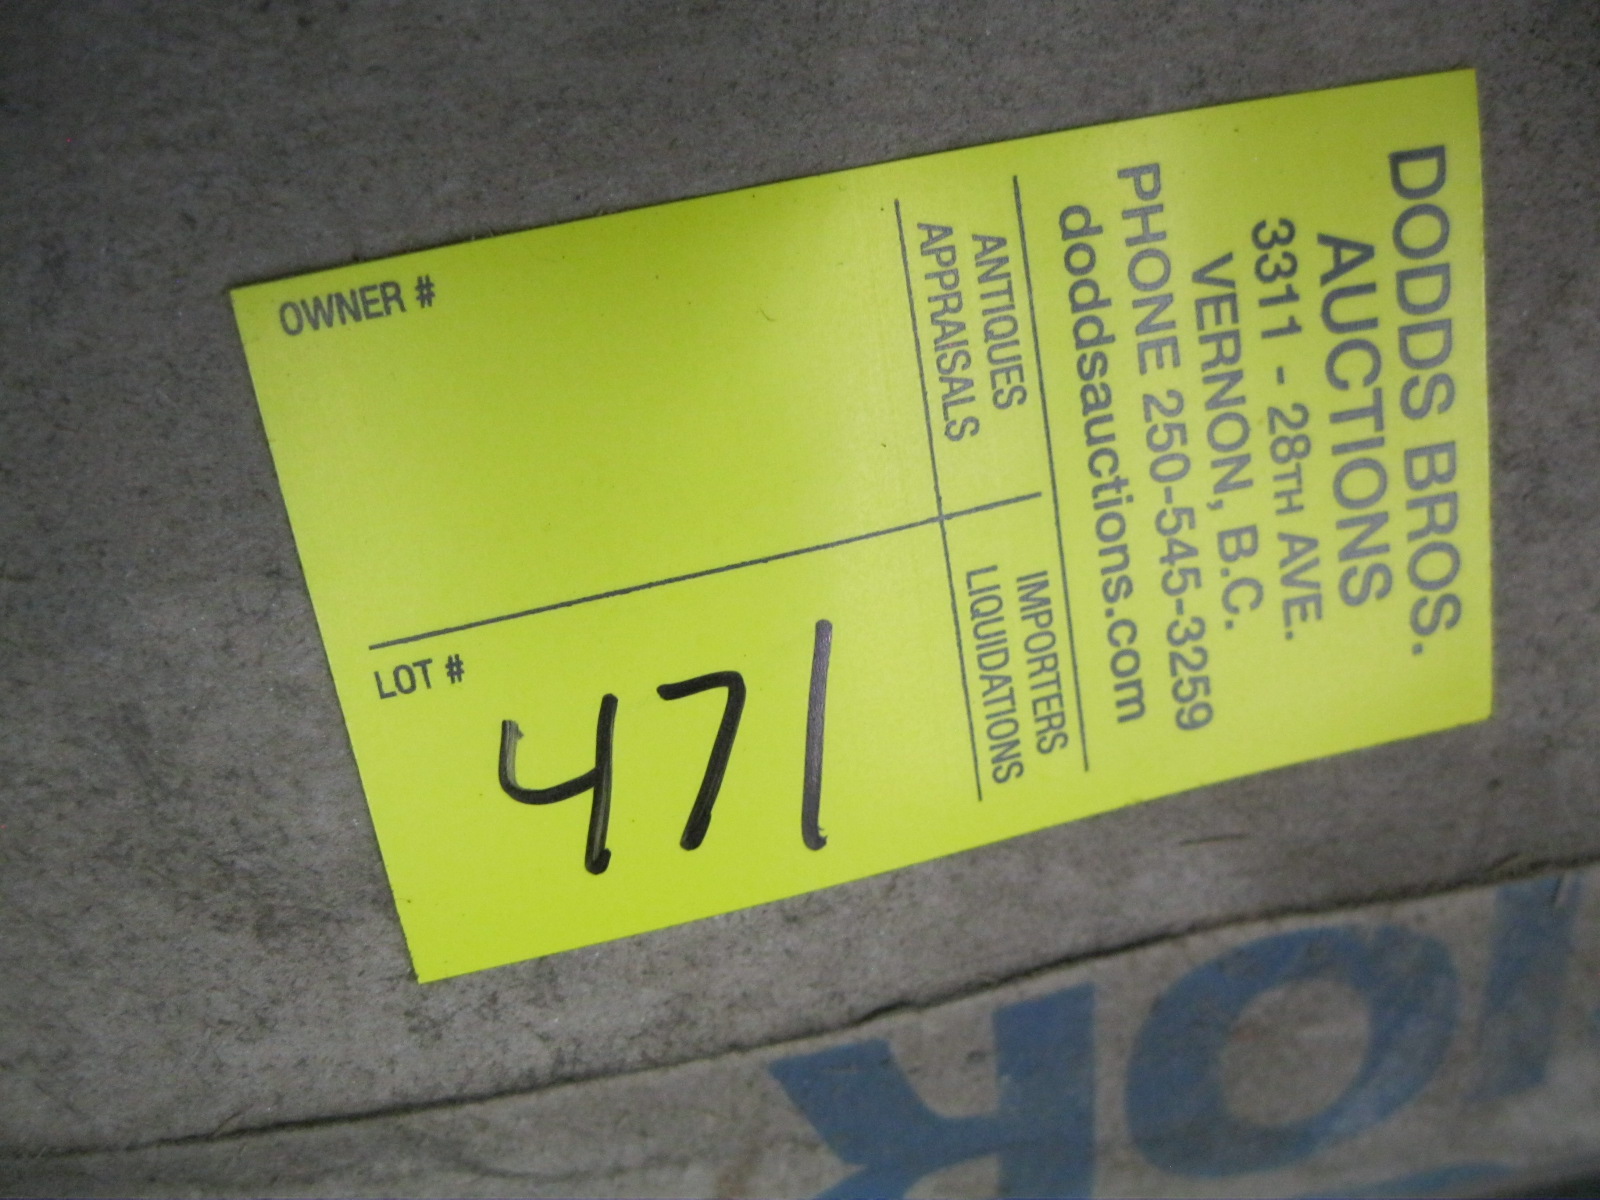 DODDS BROS.
AUCTIONS
3311 - 28TH AVE.
VERNON, B.C.
PHONE 250-545-3259
doddsauctions.com
ANTIQUES
APPRAISALS
IMPORTERS
LIQUIDATIONS
OWNER #
LOT #
471